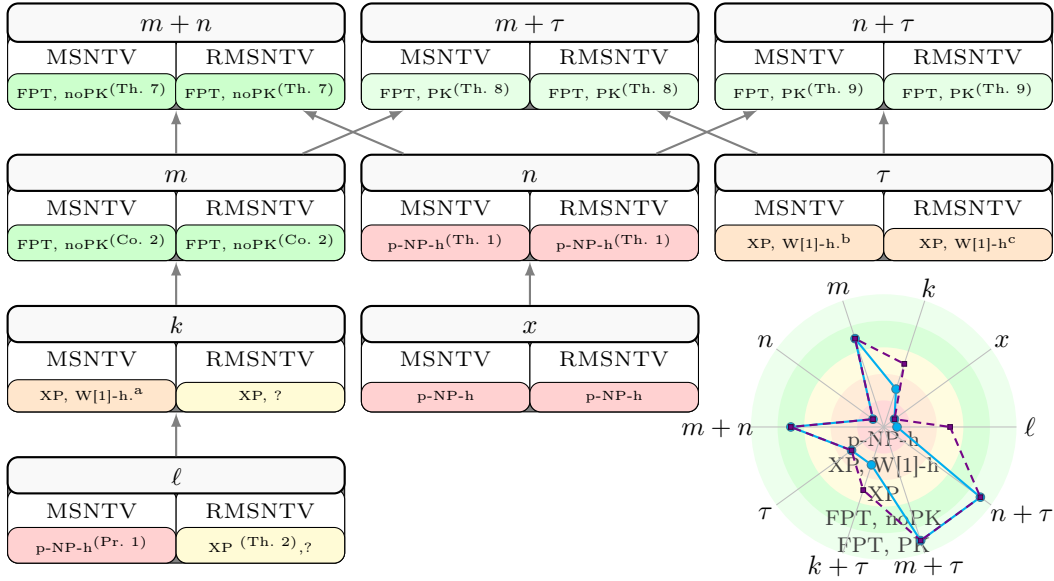 m + n
m + τ
n + τ
MSNTV RMSNTV
MSNTV RMSNTV
MSNTV RMSNTV
FPT, noPK(Th. 7) FPT, noPK(Th. 7)
FPT, PK(Th. 8) FPT, PK(Th. 8)
FPT, PK(Th. 9) FPT, PK(Th. 9)
m
n
τ
MSNTV RMSNTV
MSNTV RMSNTV
MSNTV RMSNTV
FPT, noPK(Co. 2) FPT, noPK(Co. 2)
p-NP-h(Th. 1) p-NP-h(Th. 1)
XP, W[1]-h.b XP, W[1]-hc
k
x
MSNTV RMSNTV
MSNTV RMSNTV
XP, W[1]-h.a XP, ?
p-NP-h p-NP-h
ℓ
MSNTV RMSNTV
p-NP-h(Pr. 1) XP (Th. 2),?
m
k
n
x
m + n
ℓ
p-NP-h
XP, W[1]-h
XP
τ
n + τ
FPT, noPK
FPT, PK
k + τ
m + τ